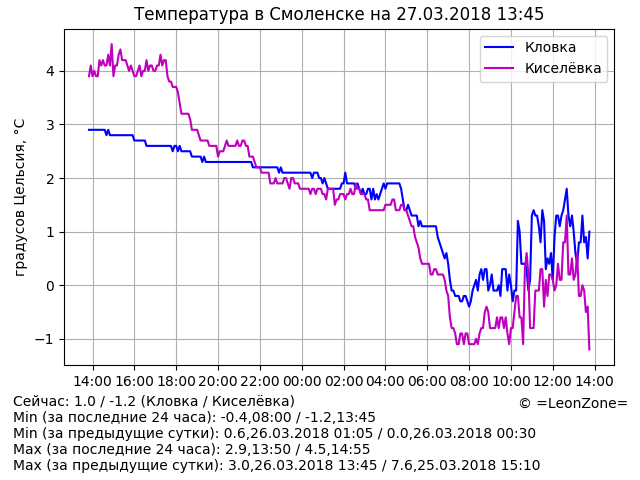 Температура в Смоленске на 27.03.2018 13:45
Кловка
Киселёвка
градусов Цельсия, °C
4
3
2
1
0
−1
14:00 16:00 18:00 20:00 22:00 00:00 02:00 04:00 06:00 08:00 10:00 12:00 14:00
Сейчас: 1.0 / -1.2 (Кловка / Киселёвка)
© =LeonZone=
Min (за последние 24 часа): -0.4,08:00 / -1.2,13:45
Min (за предыдущие сутки): 0.6,26.03.2018 01:05 / 0.0,26.03.2018 00:30
Max (за последние 24 часа): 2.9,13:50 / 4.5,14:55
Max (за предыдущие сутки): 3.0,26.03.2018 13:45 / 7.6,25.03.2018 15:10